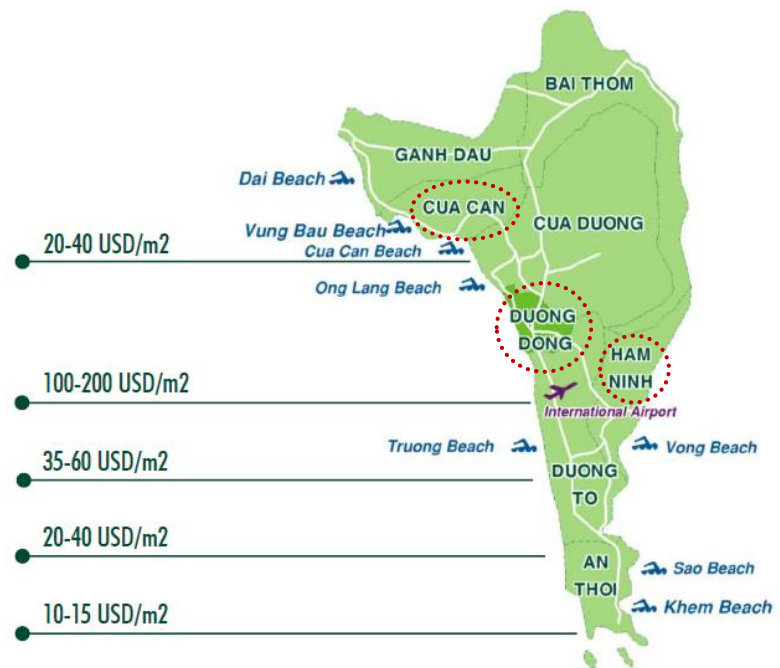 BAI THOM
GANH DAU
Dai Beach
CUA CAN
CUA DUONG
Vung Bau Beach
20-40 USD/m2
Cua Can Beach
Ong Lang Beach
DUONG
DONG
HAM
NINH
100-200 USD/m2
International Airport
Truong Beach
Vong Beach
35-60 USD/m2
DUONG
TO
20-40 USD/m2
AN
THOI
Sao Beach
Khem Beach
10-15 USD/m2